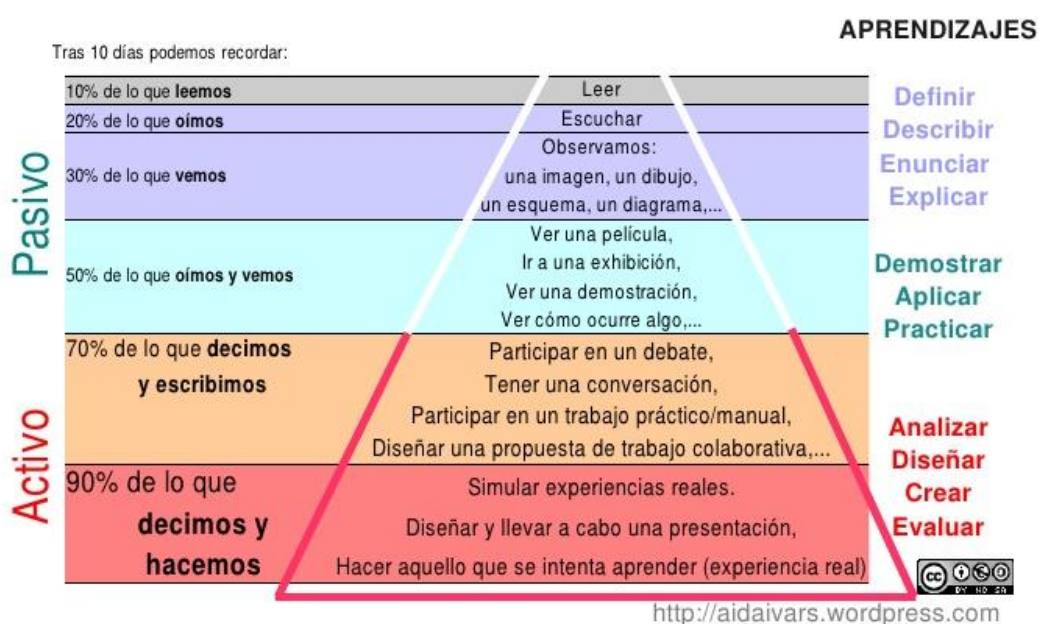 APRENDIZAJES
Tras 10 días podemos recordar:
Pasivo
10% de lo que leemos
Leer
20% de lo que oímos
Escuchar
30% de lo que vemos
Observamos:
una imagen, un dibujo,
un esquema, un diagrama,...
Definir
Describir
Enunciar
Explicar
50% de lo que oímos y vemos
Ver una película,
Ir a una exhibición,
Ver una demostración,
Ver cómo ocurre algo,...
Demostrar
Aplicar
Practicar
Activo
70% de lo que decimos
y escribimos
Participar en un debate,
Tener una conversación,
Participar en un trabajo práctico/manual,
Diseñar una propuesta de trabajo colaborativa,...
90% de lo que
decimos y
hacemos
Simular experiencias reales.
Diseñar y llevar a cabo una presentación,
Hacer aquello que se intenta aprender (experiencia real)
Analizar
Diseñar
Crear
Evaluar
cc
BY NC SA
http://aidaivars.wordpress.com